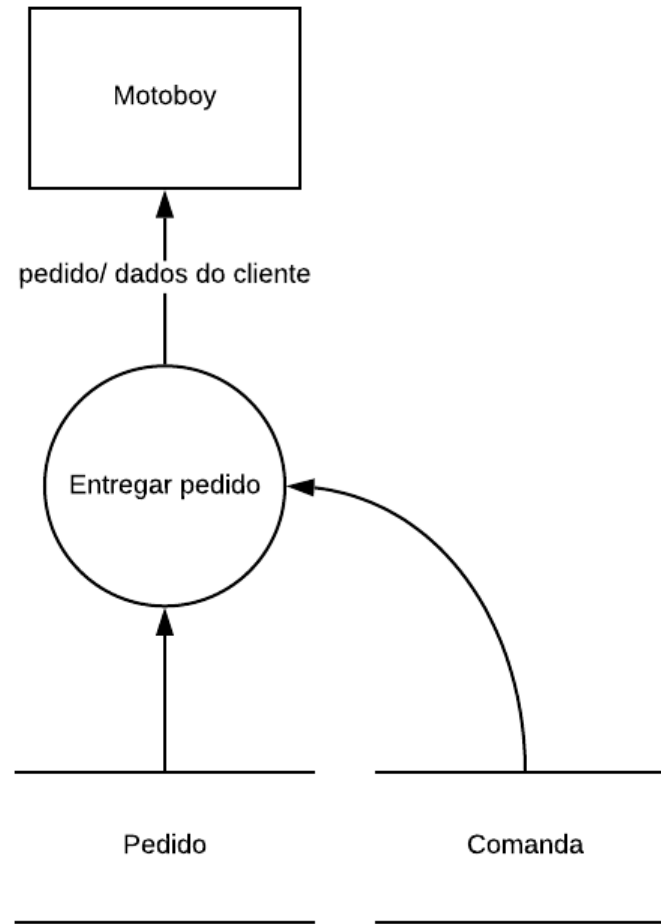 Motoboy
pedido/ dados do cliente
Entregar pedido
Pedido
Comanda